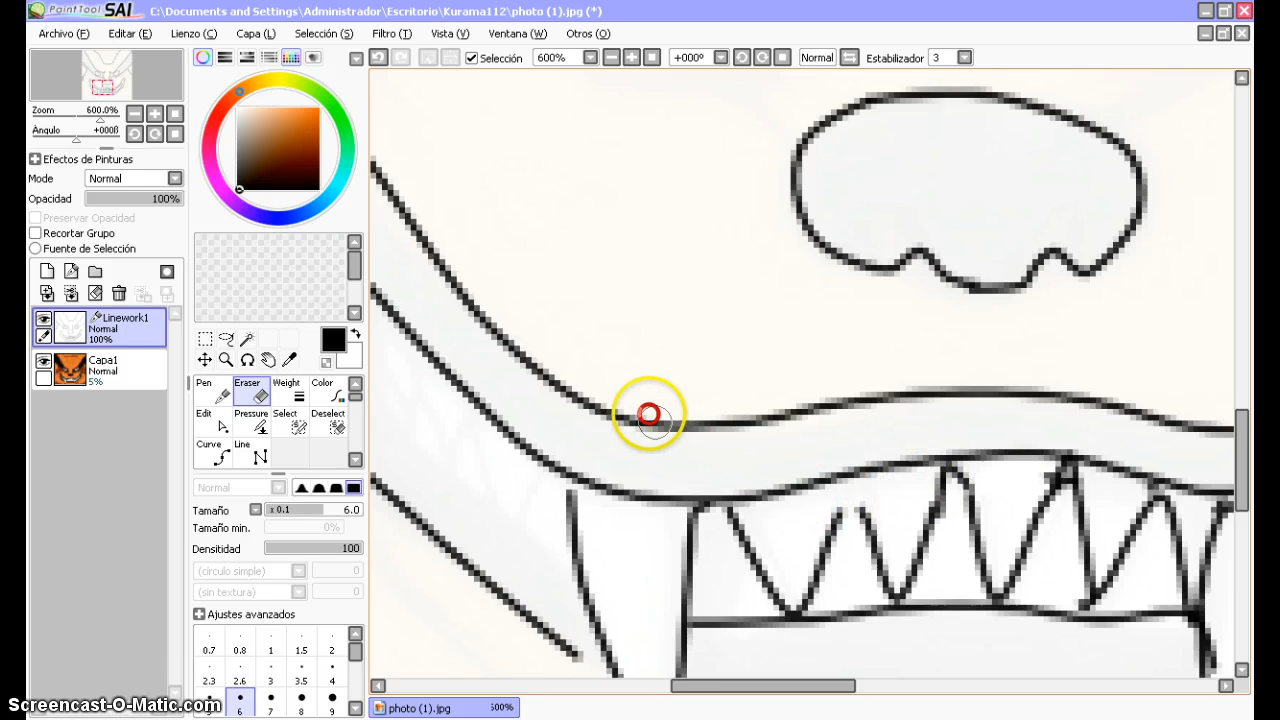 PaintTool SAI C:\Documents and Settings\Administrador\Escritorio\Kurama112\photo (1).jpg (*)
Archivo (F) Editar (E) Lienzo (C) Capa (L) Selección (S) Filtro (T) Vista (V) Ventana (W) Otros (O)
Selección 600% +000º Normal Estabilizador 3
Zoom 600.0%
Ângulo +000ß
Efectos de Pinturas
Mode Normal
Opacidad 100%
Preservar Opacidad
Recortar Grupo
Fuente de Selección
Linework1
Normal
100%
Capa1
Normal
5%
Pen Eraser Weight Color
Edit Pressure Select Deselect
Curve Line
Normal
Tamaño x 0.1 6.0
Tamaño min. 0%
Densitidad 100
(círculo simple) 0
(sin textura) 0
Ajustes avanzados
0.7 0.8 1 1.5 2
2.3 2.6 3 3.5 4
5 6 7 8 9
photo (1).jpg 600%
Screencast-O-Matic.com